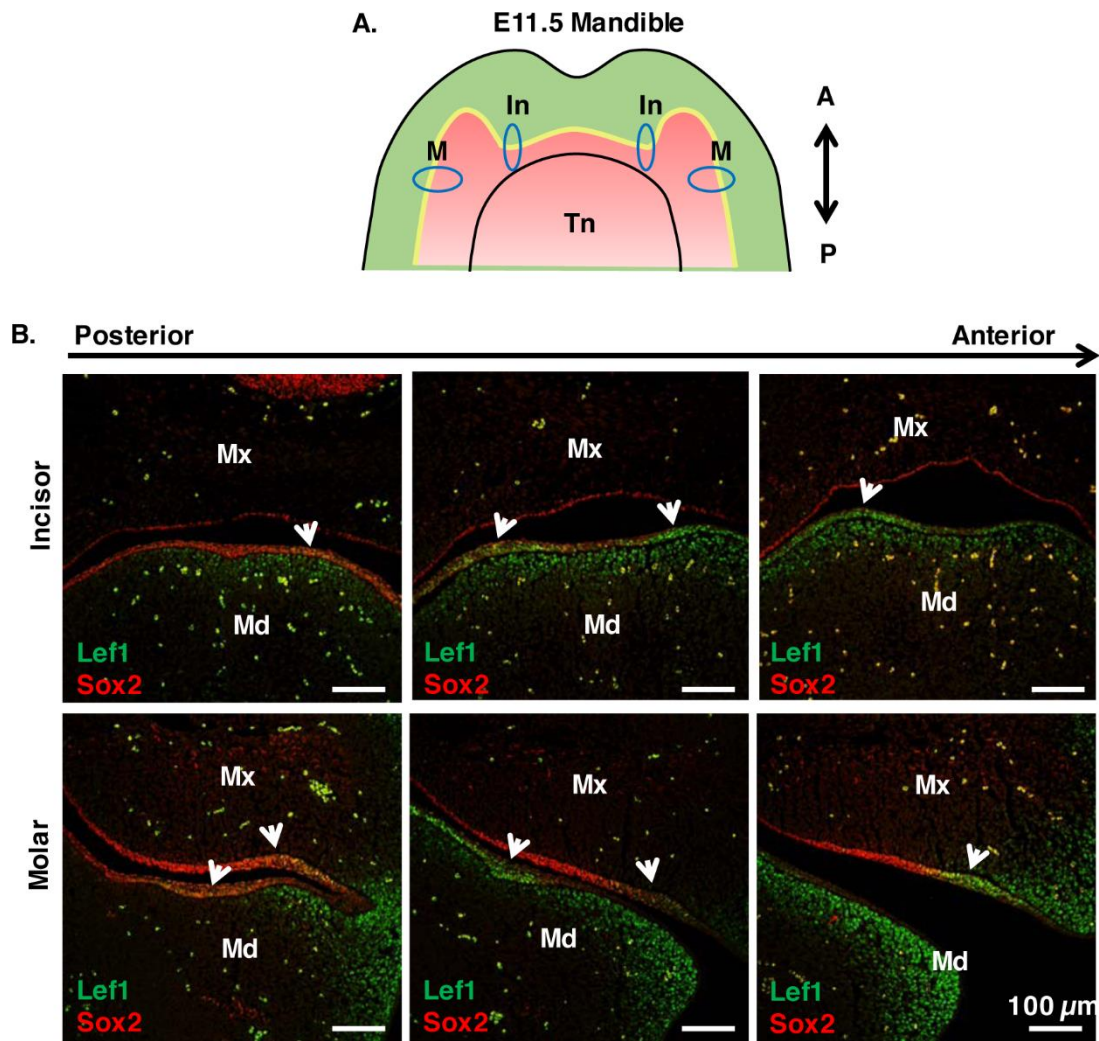 A.
E11.5 Mandible
In
In
M
M
Tn
A
P
B.
Posterior
Anterior
Incisor
Mx
Md
Lef1
Sox2
Mx
Md
Lef1
Sox2
Mx
Md
Lef1
Sox2
Molar
Mx
Md
Lef1
Sox2
Mx
Md
Lef1
Sox2
Mx
Md
Lef1
Sox2
100 µm